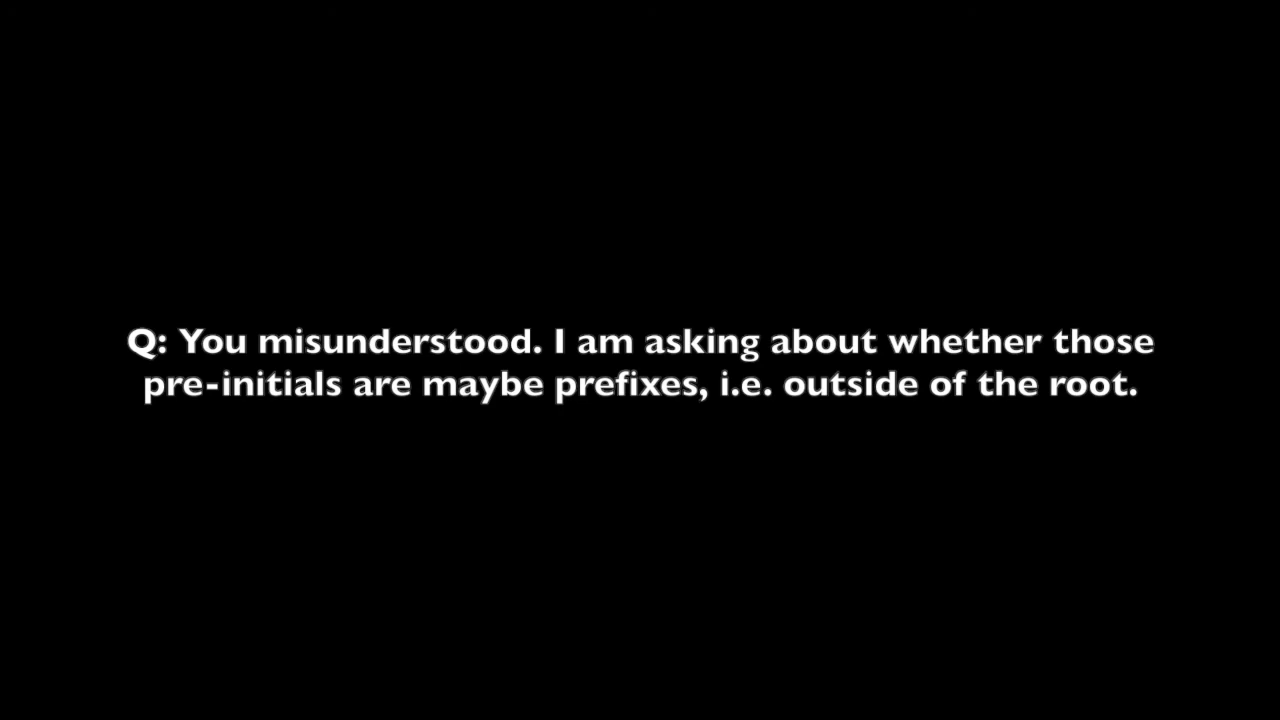 Q: You misunderstood. I am asking about whether those
pre-initials are maybe prefixes, i.e. outside of the root.